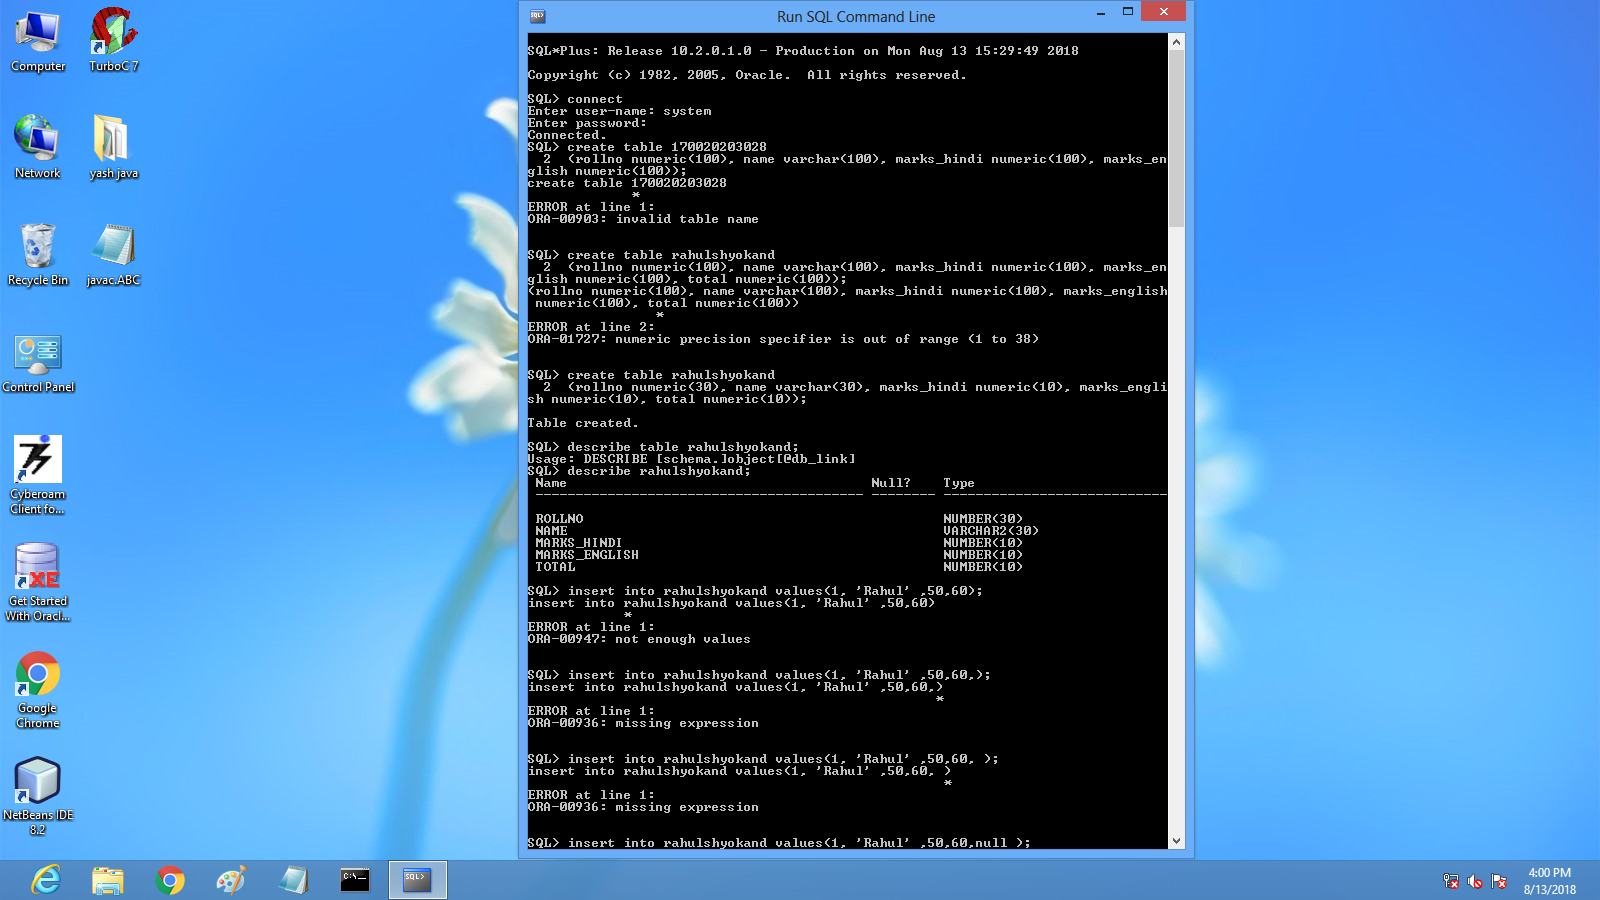 Computer
TurboC 7
Network
yash java
Recycle Bin
javac.ABC
Control Panel
Cyberoam
Client fo...
XE
Get Started
With Oracl...
Google
Chrome
NetBeans IDE
8.2
SQL>
Run SQL Command Line
SQL*Plus: Release 10.2.0.1.0 - Production on Mon Aug 13 15:29:49 2018
Copyright (c) 1982, 2005, Oracle.  All rights reserved.
SQL> connect
Enter user-name: system
Enter password:
Connected.
SQL> create table 170020203028
  2  (rollno numeric(100), name varchar(100), marks_hindi numeric(100), marks_en
glish numeric(100));
create table 170020203028
             *
ERROR at line 1:
ORA-00903: invalid table name
SQL> create table rahulshyokand
  2  (rollno numeric(100), name varchar(100), marks_hindi numeric(100), marks_en
glish numeric(100), total numeric(100));
(rollno numeric(100), name varchar(100), marks_hindi numeric(100), marks_english
 numeric(100), total numeric(100))
                *
ERROR at line 2:
ORA-01727: numeric precision specifier is out of range (1 to 38)
SQL> create table rahulshyokand
  2  (rollno numeric(30), name varchar(30), marks_hindi numeric(10), marks_engli
sh numeric(10), total numeric(10));
Table created.
SQL> describe table rahulshyokand;
Usage: DESCRIBE [schema.]object[@db_link]
SQL> describe rahulshyokand;
 Name                                      Null?    Type
 ----------------------------------------- -------- ----------------------------
 ROLLNO                                             NUMBER(30)
 NAME                                               VARCHAR2(30)
 MARKS_HINDI                                        NUMBER(10)
 MARKS_ENGLISH                                      NUMBER(10)
 TOTAL                                              NUMBER(10)
SQL> insert into rahulshyokand values(1, 'Rahul' ,50,60);
insert into rahulshyokand values(1, 'Rahul' ,50,60)
            *
ERROR at line 1:
ORA-00947: not enough values
SQL> insert into rahulshyokand values(1, 'Rahul' ,50,60,);
insert into rahulshyokand values(1, 'Rahul' ,50,60,)
                                                   *
ERROR at line 1:
ORA-00936: missing expression
SQL> insert into rahulshyokand values(1, 'Rahul' ,50,60, );
insert into rahulshyokand values(1, 'Rahul' ,50,60, )
                                                    *
ERROR at line 1:
ORA-00936: missing expression
SQL> insert into rahulshyokand values(1, 'Rahul' ,50,60,null );
C:\
SQL>
4:00 PM
8/13/2018